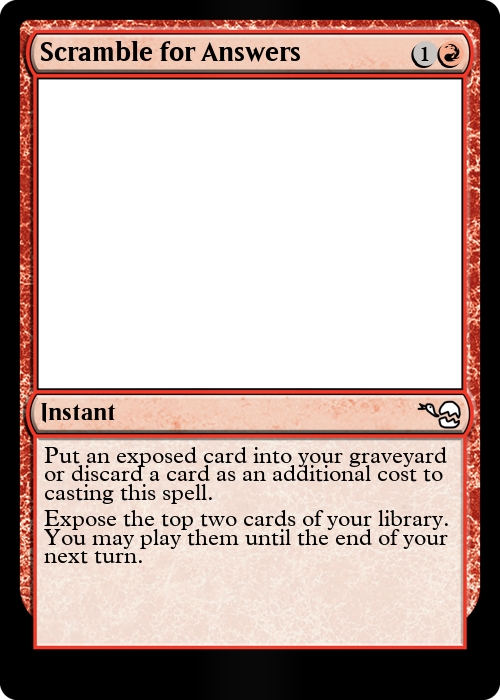 Scramble for Answers 1
Instant
Put an exposed card into your graveyard
or discard a card as an additional cost to
casting this spell.
Expose the top two cards of your library.
You may play them until the end of your
next turn.